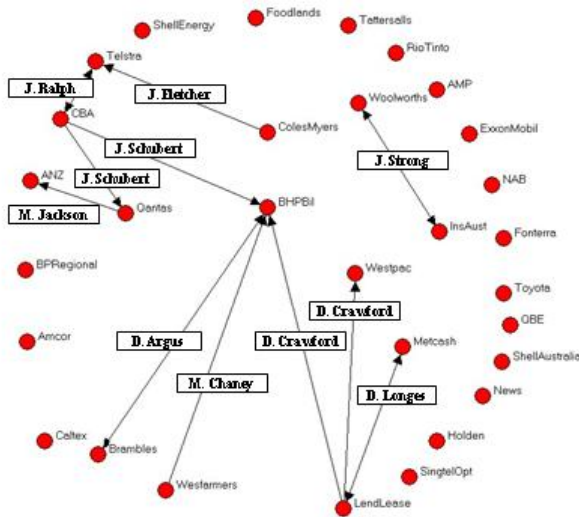 Foodlands
ShellEnergy
Tattersalls
Telstra
RioTinto
J. Ralph
J. Fletcher
AMP
Woolworths
CBA
ColesMyers
ExxonMobil
J. Schubert
J. Strong
ANZ
J. Schubert
NAB
M. Jackson
Qantas
BHPBil
InsAust
Fonterra
BPRegional
Westpac
Toyota
D. Crawford
QBE
Amcor
D. Argus
D. Crawford
Metcash
ShellAustralia
M. Chaney
D. Longes
News
Caltex
Brambles
Holden
SingtelOpt
Wesfarmers
LendLease